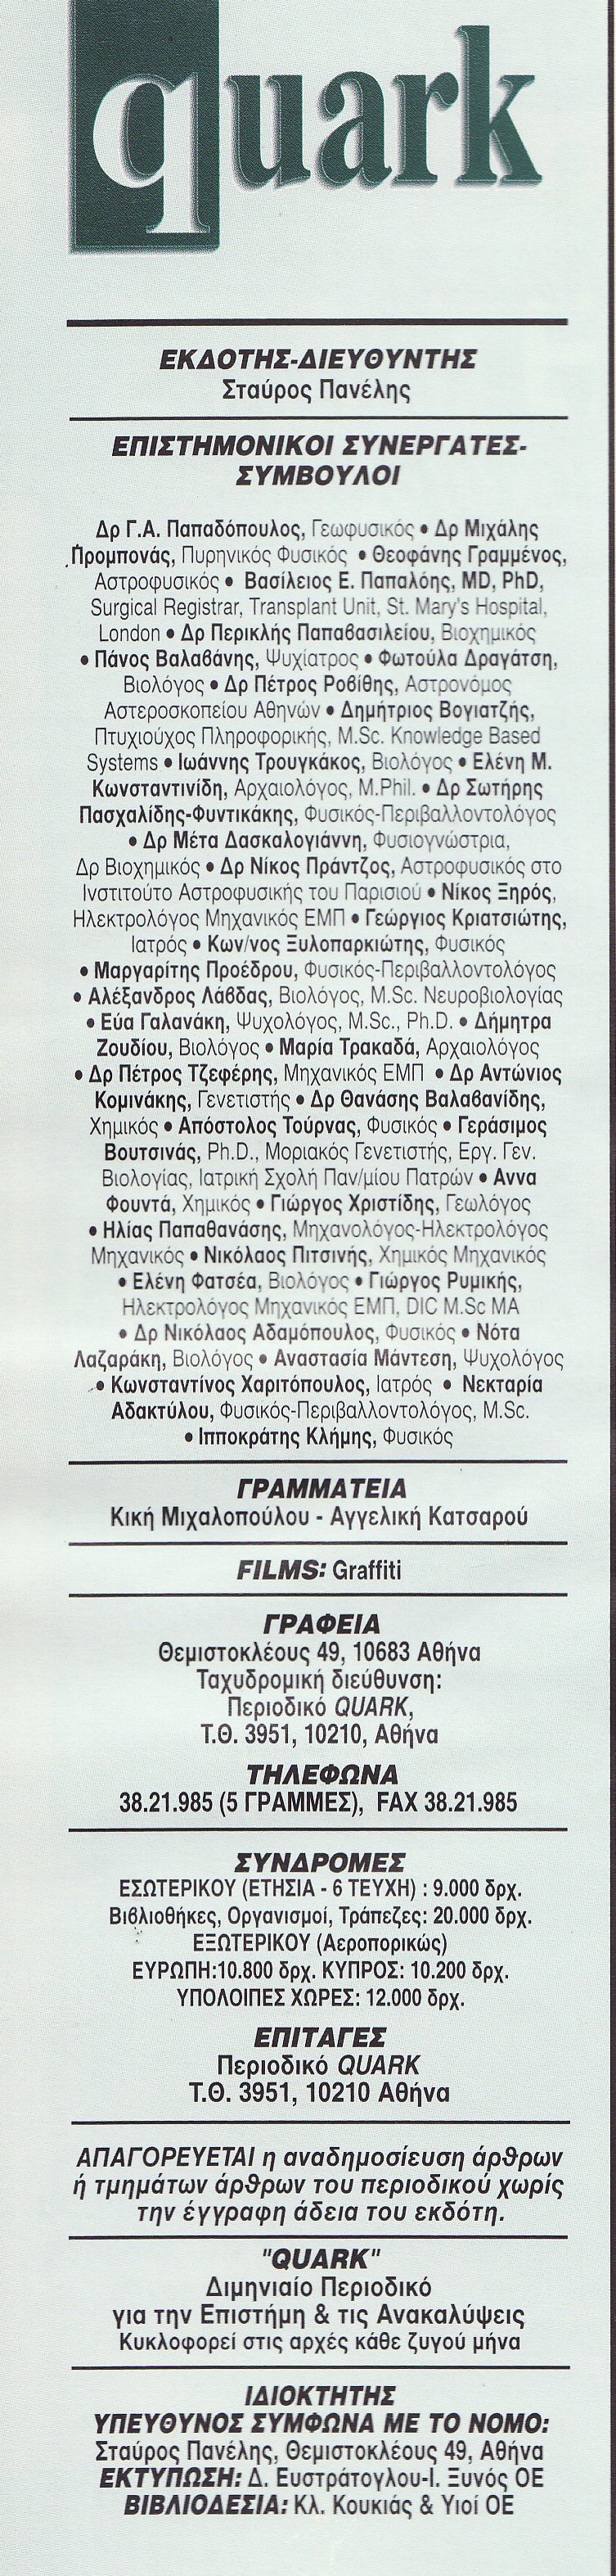 quark
ΕΚΔΟΤΗΣ-ΔΙΕΥΘΥΝΤΗΣ
Σταύρος Πανέλης
ΕΠΙΣΤΗΜΟΝΙΚΟΙ ΣΥΝΕΡΓΑΤΕΣ-
ΣΥΜΒΟΥΛΟΙ
Δρ Γ.Α. Παπαδόπουλος, Γεωφυσικός • Δρ Μιχάλης
Προμπονάς, Πυρηνικός Φυσικός • Θεοφάνης Γραμμένος,
Αστροφυσικός • Βασίλειος Ε. Παπαλόης, MD, PhD,
Surgical Registrar, Transplant Unit, St. Mary's Hospital,
London • Δρ Περικλής Παπαβασιλείου, Βιοχημικός
• Πάνος Βαλαβάνης, Ψυχίατρος • Φωτούλα Δραγάτση,
Βιολόγος • Δρ Πέτρος Ροβίθης, Αστρονόμος
Αστεροσκοπείου Αθηνών • Δημήτριος Βογιατζής,
Πτυχιούχος Πληροφορικής, M.Sc. Knowledge Based
Systems • Ιωάννης Τρουγκάκος, Βιολόγος • Ελένη Μ.
Κωνσταντινίδη, Αρχαιολόγος, M.Phil. • Δρ Σωτήρης
Πασχαλίδης-Φυντικάκης, Φυσικός-Περιβαλλοντολόγος
• Δρ Μέτα Δασκαλογιάννη, Φυσιογνώστρια,
Δρ Βιοχημικός • Δρ Νίκος Πράντζος, Αστροφυσικός στο
Ινστιτούτο Αστροφυσικής του Παρισιού • Νίκος Ξηρός,
Ηλεκτρολόγος Μηχανικός ΕΜΠ • Γεώργιος Κριατσιώτης,
Ιατρός • Κων/νος Ξυλοπαρκιώτης, Φυσικός
• Μαργαρίτης Προέδρου, Φυσικός-Περιβαλλοντολόγος
• Αλέξανδρος Λάβδας, Βιολόγος, M.Sc. Νευροβιολογίας
• Εύα Γαλανάκη, Ψυχολόγος, M.Sc., Ph.D. • Δήμητρα
Ζουδίου, Βιολόγος • Μαρία Τρακαδά, Αρχαιολόγος
• Δρ Πέτρος Τζεφέρης, Μηχανικός ΕΜΠ • Δρ Αντώνιος
Κομινάκης, Γενετιστής • Δρ Θανάσης Βαλαβανίδης,
Χημικός • Απόστολος Τούρνας, Φυσικός • Γεράσιμος
Βουτσινάς, Ph.D., Μοριακός Γενετιστής, Εργ. Γεν.
Βιολογίας, Ιατρική Σχολή Παν/μίου Πατρών • Αννα
Φουντά, Χημικός • Γιώργος Χριστίδης, Γεωλόγος
• Ηλίας Παπαθανάσης, Μηχανολόγος-Ηλεκτρολόγος
Μηχανικός • Νικόλαος Πιτσινής, Χημικός Μηχανικός
• Ελένη Φατσέα, Βιολόγος • Γιώργος Ρυμικής,
Ηλεκτρολόγος Μηχανικός ΕΜΠ, DIC M.Sc MA
• Δρ Νικόλαος Αδαμόπουλος, Φυσικός • Νότα
Λαζαράκη, Βιολόγος • Αναστασία Μάντεση, Ψυχολόγος
• Κωνσταντίνος Χαριτόπουλος, Ιατρός • Νεκταρία
Αδακτύλου, Φυσικός-Περιβαλλοντολόγος, M.Sc.
• Ιπποκράτης Κλήμης, Φυσικός
ΓΡΑΜΜΑΤΕΙΑ
Κική Μιχαλοπούλου - Αγγελική Κατσαρού
FILMS: Graffiti
ΓΡΑΦΕΙΑ
Θεμιστοκλέους 49, 10683 Αθήνα
Ταχυδρομική διεύθυνση:
Περιοδικό QUARK,
Τ.Θ. 3951, 10210, Αθήνα
ΤΗΛΕΦΩΝΑ
38.21.985 (5 ΓΡΑΜΜΕΣ), FAX 38.21.985
ΣΥΝΔΡΟΜΕΣ
ΕΣΩΤΕΡΙΚΟΥ (ΕΤΗΣΙΑ - 6 ΤΕΥΧΗ) : 9.000 δρχ.
Βιβλιοθήκες, Οργανισμοί, Τράπεζες: 20.000 δρχ.
ΕΞΩΤΕΡΙΚΟΥ (Αεροπορικώς)
ΕΥΡΩΠΗ:10.800 δρχ. ΚΥΠΡΟΣ: 10.200 δρχ.
ΥΠΟΛΟΙΠΕΣ ΧΩΡΕΣ: 12.000 δρχ.
ΕΠΙΤΑΓΕΣ
Περιοδικό QUARK
Τ.Θ. 3951, 10210 Αθήνα
ΑΠΑΓΟΡΕΥΕΤΑΙ η αναδημοσίευση άρθρων
ή τμημάτων άρθρων του περιοδικού χωρίς
την έγγραφη άδεια του εκδότη.
"QUARK"
Διμηνιαίο Περιοδικό
για την Επιστήμη & τις Ανακαλύψεις
Κυκλοφορεί στις αρχές κάθε ζυγού μήνα
ΙΔΙΟΚΤΗΤΗΣ
ΥΠΕΥΘΥΝΟΣ ΣΥΜΦΩΝΑ ΜΕ ΤΟ ΝΟΜΟ:
Σταύρος Πανέλης, Θεμιστοκλέους 49, Αθήνα
ΕΚΤΥΠΩΣΗ: Δ. Ευστράτογλου-Ι. Ξυνός ΟΕ
ΒΙΒΛΙΟΔΕΣΙΑ: Κλ. Κουκιάς & Υιοί ΟΕ